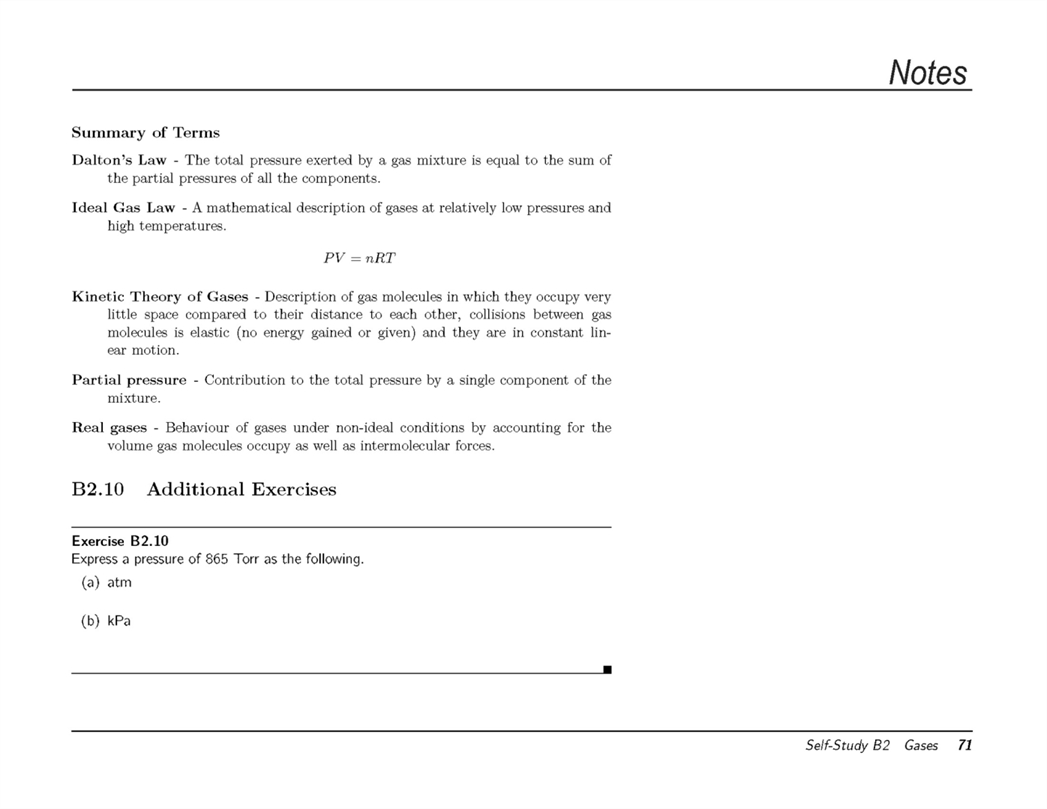 Notes
Summary of Terms
Dalton's Law - The total pressure exerted by a gas mixture is equal to the sum of
the partial pressures of all the components.
Ideal Gas Law - A mathematical description of gases at relatively low pressures and
high temperatures.
PV = nRT
Kinetic Theory of Gases - Description of gas molecules in which they occupy very
little space compared to their distance to each other, collisions between gas
molecules is elastic (no energy gained or given) and they are in constant lin-
ear motion.
Partial pressure - Contribution to the total pressure by a single component of the
mixture.
Real gases - Behaviour of gases under non-ideal conditions by accounting for the
volume gas molecules occupy as well as intermolecular forces.
B2.10 Additional Exercises
Exercise B2.10
Express a pressure of 865 Torr as the following.
(a) atm
(b) kPa
Self-Study B2 Gases 71